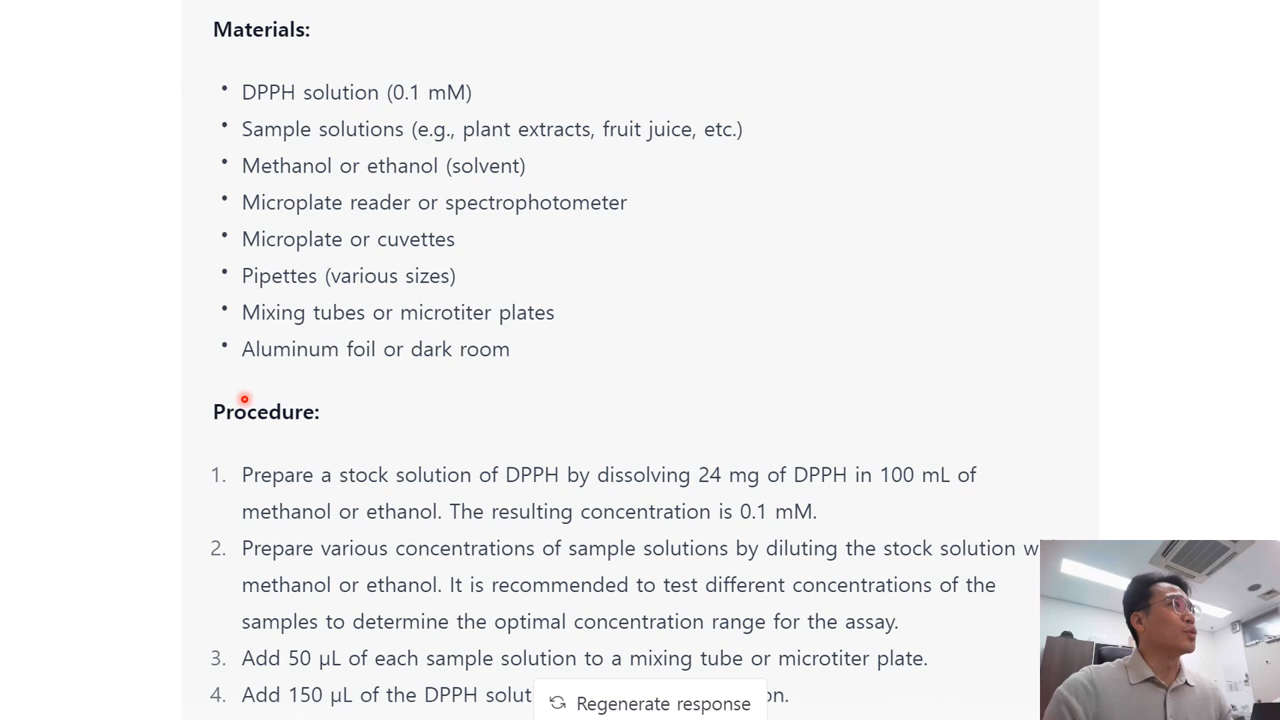 Materials:
• DPPH solution (0.1 mM)
• Sample solutions (e.g., plant extracts, fruit juice, etc.)
• Methanol or ethanol (solvent)
• Microplate reader or spectrophotometer
• Microplate or cuvettes
• Pipettes (various sizes)
• Mixing tubes or microtiter plates
• Aluminum foil or dark room
Procedure:
1. Prepare a stock solution of DPPH by dissolving 24 mg of DPPH in 100 mL of
methanol or ethanol. The resulting concentration is 0.1 mM.
2. Prepare various concentrations of sample solutions by diluting the stock solution
methanol or ethanol. It is recommended to test different concentrations of the
samples to determine the optimal concentration range for the assay.
3. Add 50 µL of each sample solution to a mixing tube or microtiter plate.
4. Add 150 µL of the DPPH
Regenerate response